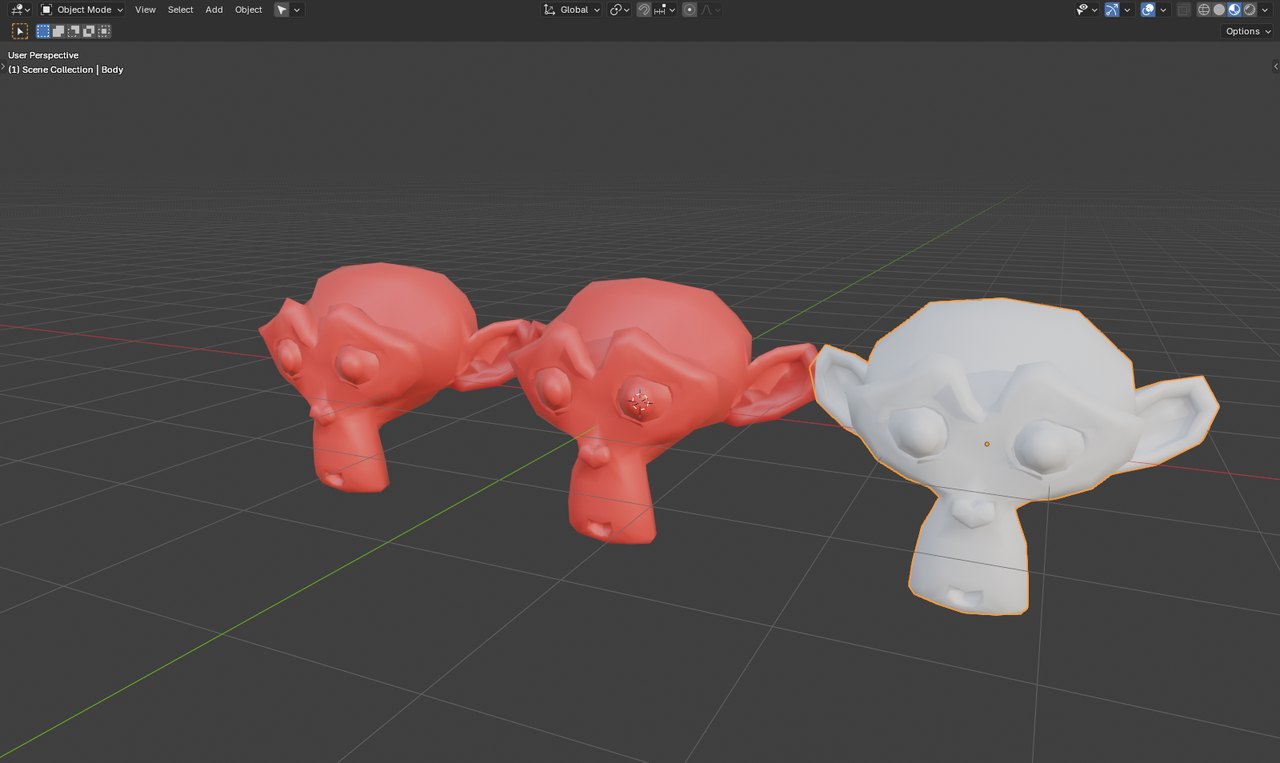 Object Mode View Select Add Object Global
Options
User Perspective
(1) Scene Collection | Body